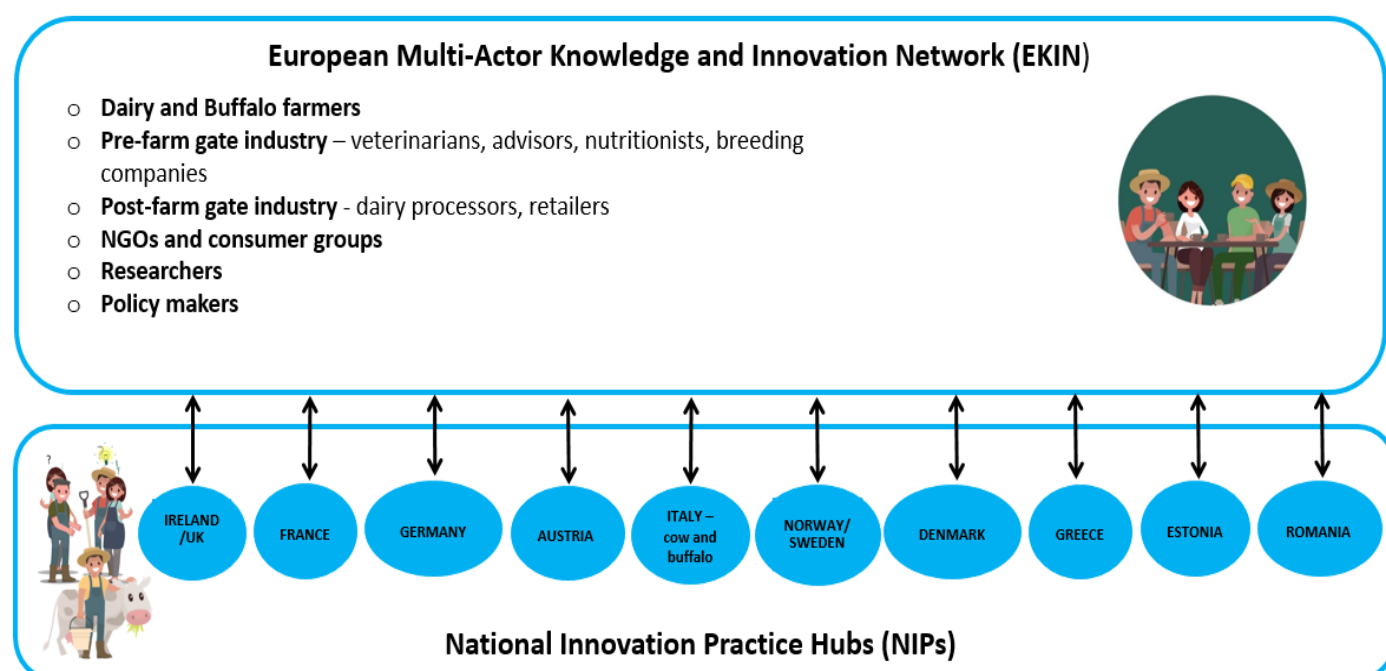 European Multi-Actor Knowledge and Innovation Network (EKIN)
o Dairy and Buffalo farmers
o Pre-farm gate industry – veterinarians, advisors, nutritionists, breeding
companies
o Post-farm gate industry - dairy processors, retailers
o NGOs and consumer groups
o Researchers
o Policy makers
? !
IRELAND
/UK
FRANCE
GERMANY
AUSTRIA
ITALY –
cow and
buffalo
NORWAY/
SWEDEN
DENMARK
GREECE
ESTONIA
ROMANIA
National Innovation Practice Hubs (NIPs)